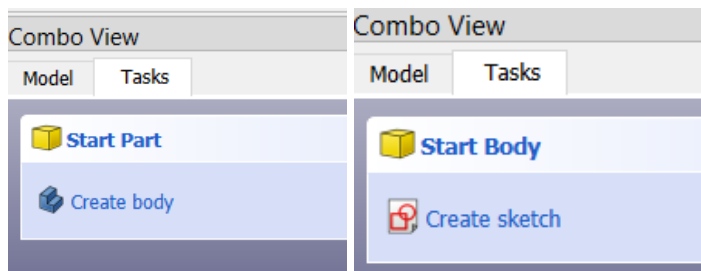 Combo View
Model Tasks
Start Part
Create body
Combo View
Model Tasks
Start Body
Create sketch